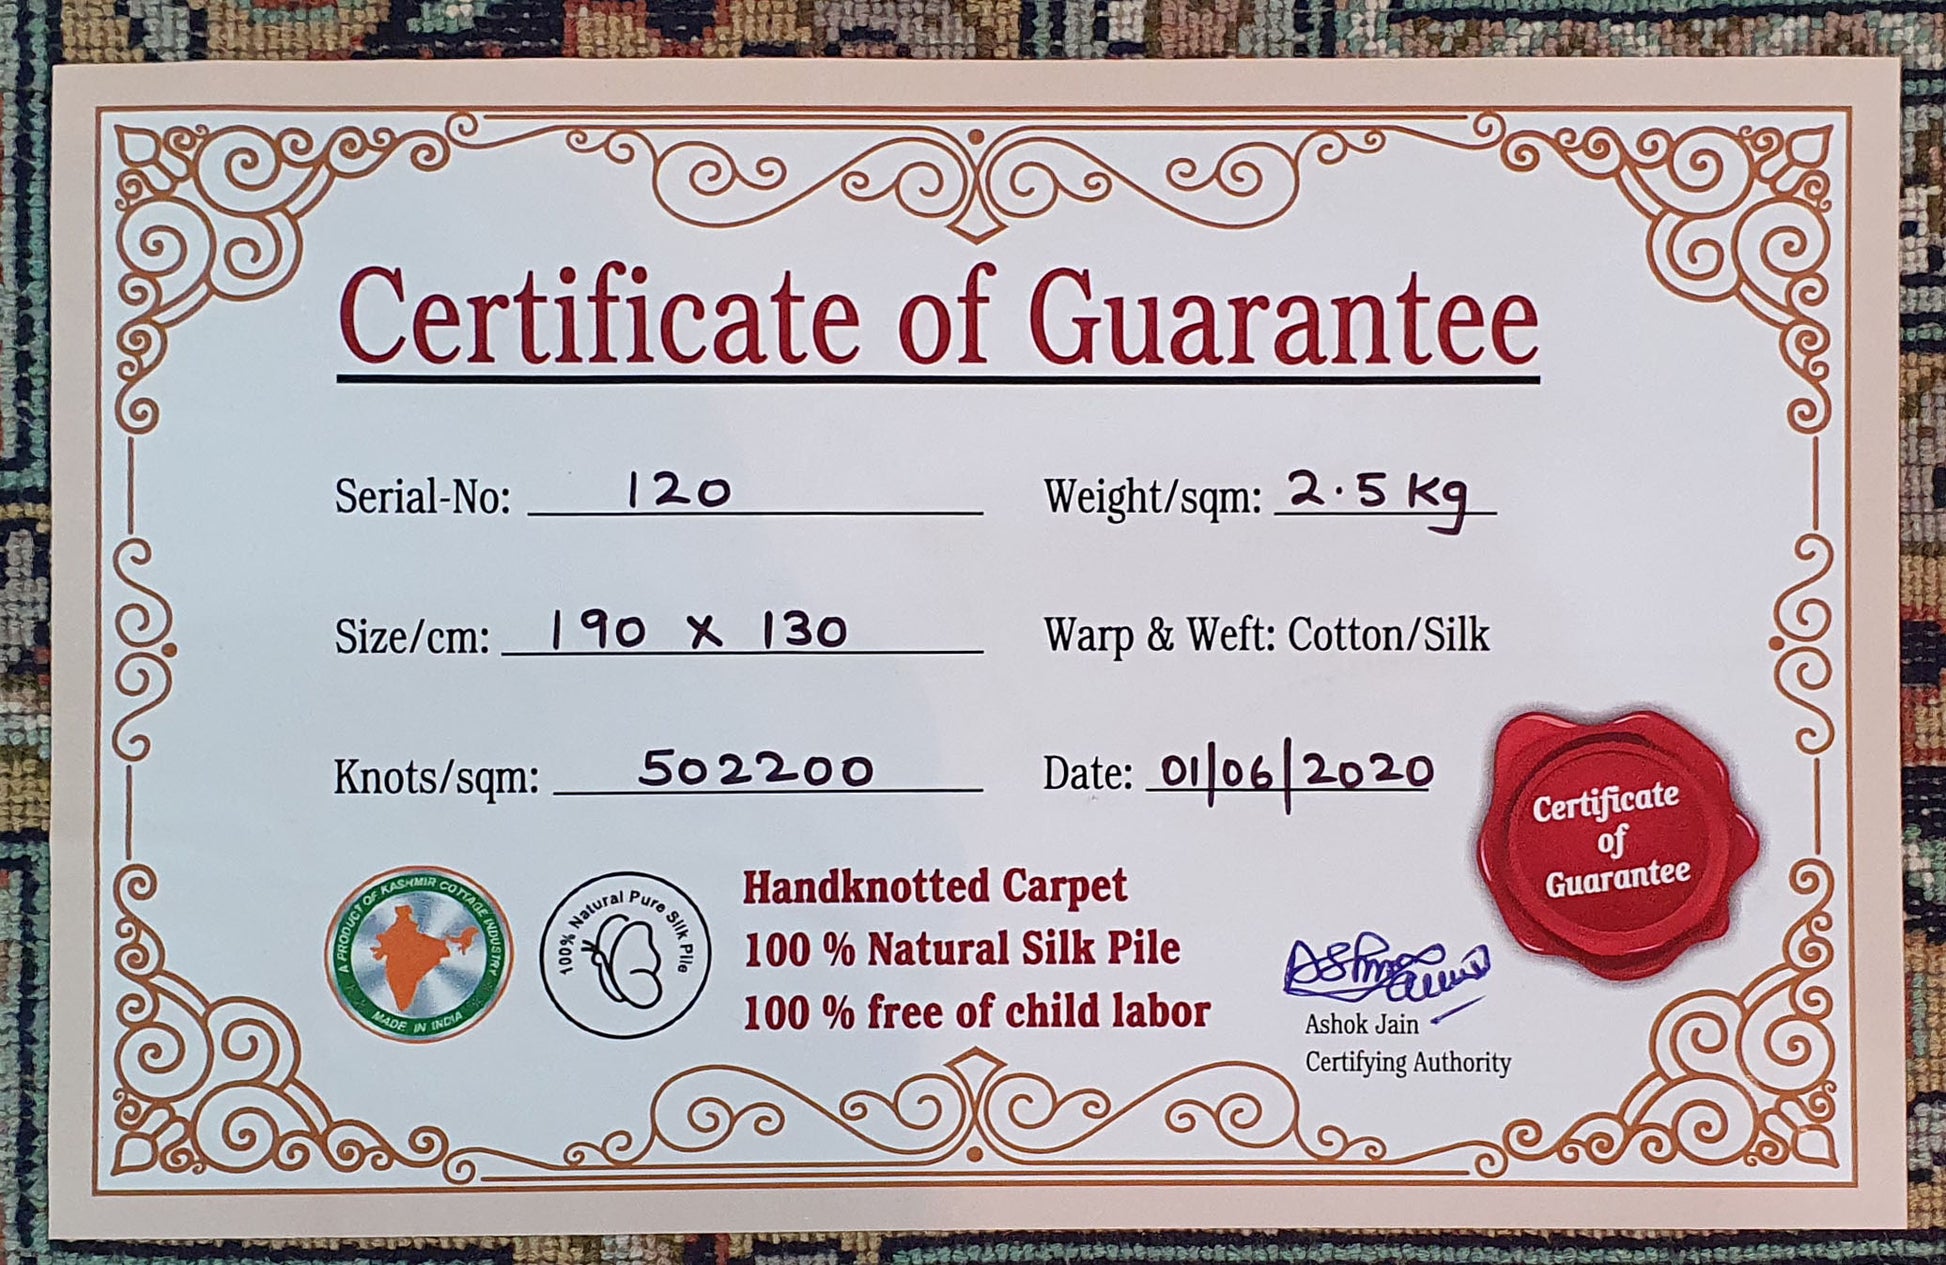 Certificate of Guarantee
Serial-No: 120
Weight/sqm: 2.5 Kg
Size/cm: 190 X 130
Warp & Weft: Cotton/Silk
Knots/sqm: 502200
Date: 01/06/2020
Certificate
of
Guarantee
A PRODUCT OF KASHMIR COTTAGE INDUSTRY
MADE IN INDIA
100% Natural Pure Silk Pile
Handknotted Carpet
100 % Natural Silk Pile
100 % free of child labor
Ashok Jain
Certifying Authority